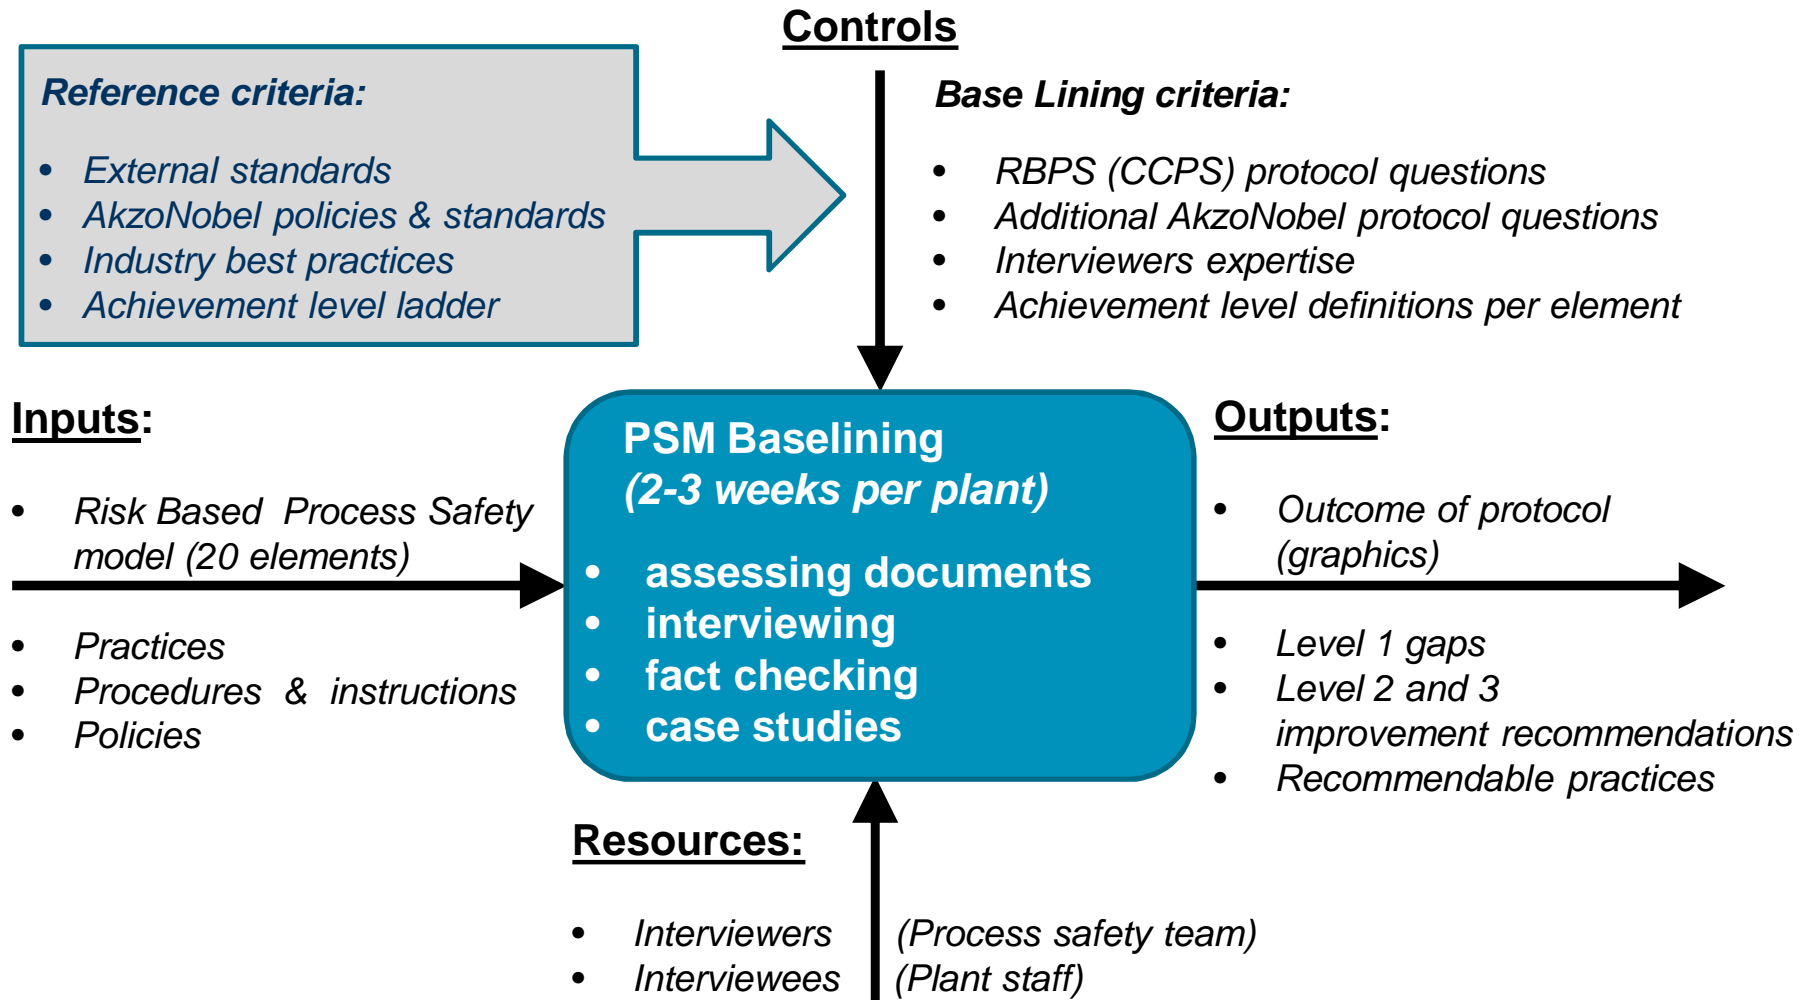 Controls
Reference criteria:
• External standards
• AkzoNobel policies & standards
• Industry best practices
• Achievement level ladder
Base Lining criteria:
• RBPS (CCPS) protocol questions
• Additional AkzoNobel protocol questions
• Interviewers expertise
• Achievement level definitions per element
Inputs:
• Risk Based Process Safety
model (20 elements)
• Practices
• Procedures & instructions
• Policies
PSM Baselining
(2-3 weeks per plant)
• assessing documents
• interviewing
• fact checking
• case studies
Outputs:
• Outcome of protocol
(graphics)
• Level 1 gaps
• Level 2 and 3
improvement recommendations
• Recommendable practices
Resources:
• Interviewers (Process safety team)
• Interviewees (Plant staff)